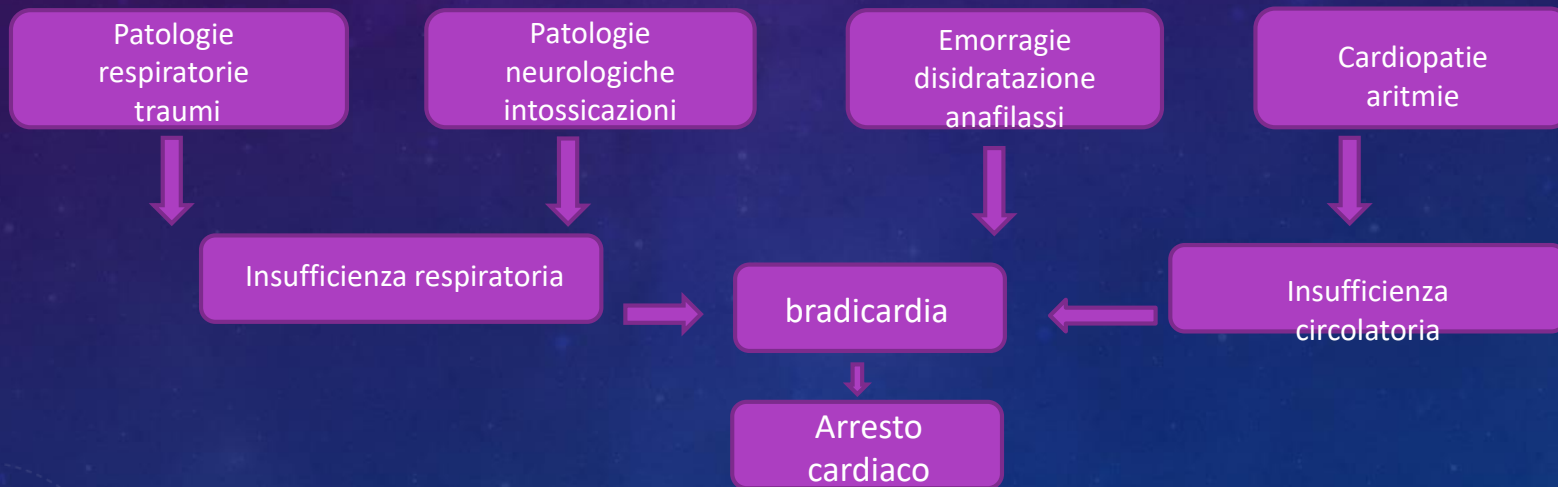 Patologie
respiratorie
traumi
Patologie
neurologiche
intossicazioni
Emorragie
disidratazione
anafilassi
Cardiopatie
aritmie
Insufficienza respiratoria
bradicardia
Insufficienza
circolatoria
Arresto
cardiaco